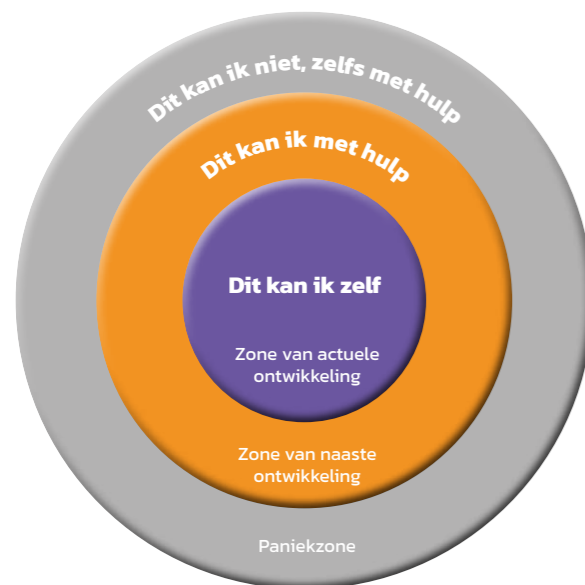 Dit kan ik niet, zelfs met hulp
Dit kan ik met hulp
Dit kan ik zelf
Zone van actuele
ontwikkeling
Zone van naaste
ontwikkeling
Paniekzone